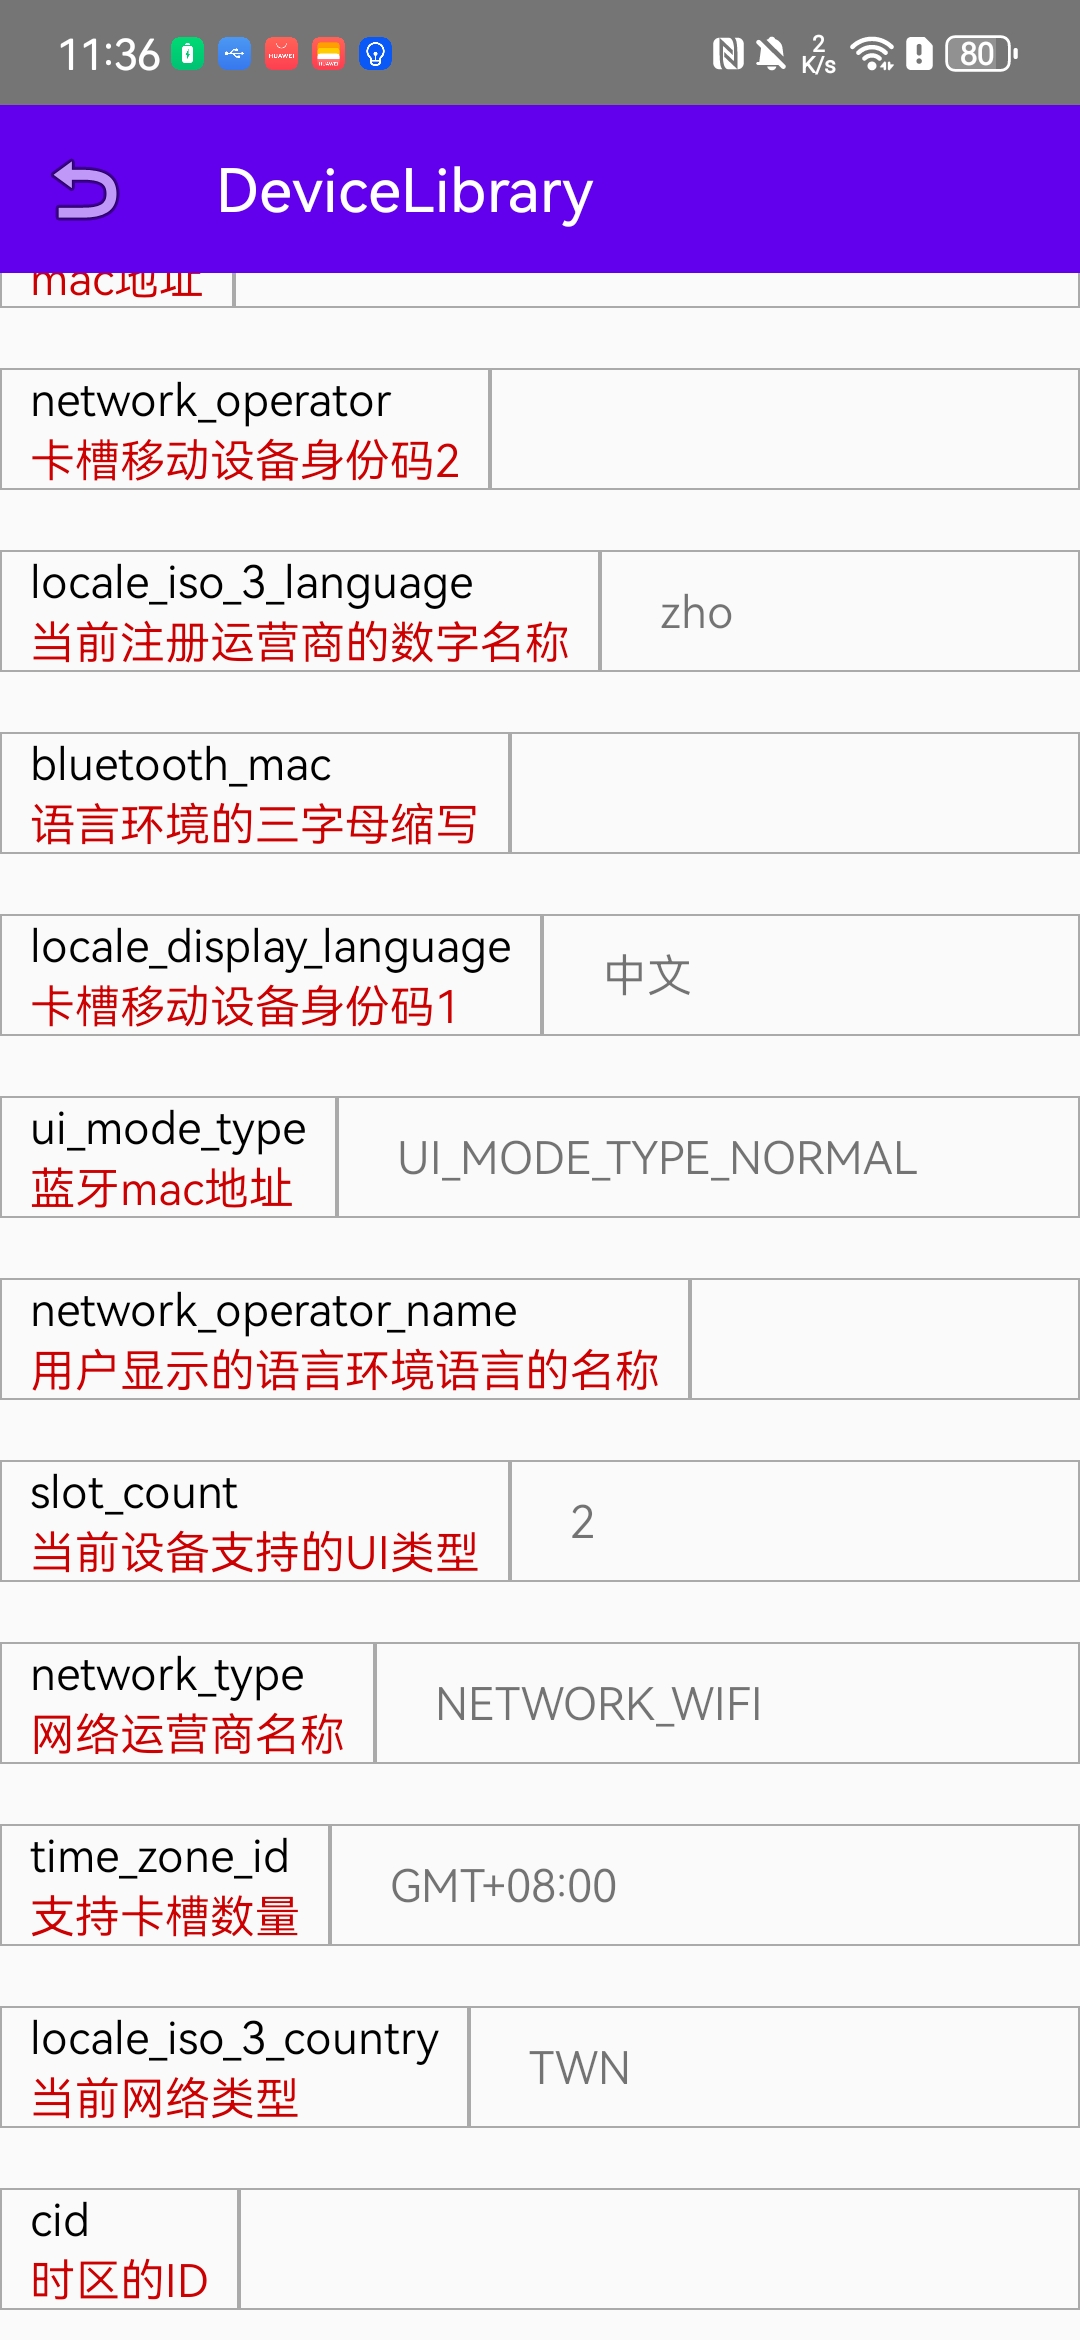 11:36
HUAWEI
HUAWEI
2
K/s
80
DeviceLibrary
mac地址
network_operator
卡槽移动设备身份码2
locale_iso_3_language
zho
当前注册运营商的数字名称
bluetooth_mac
语言环境的三字母缩写
locale_display_language
中文
卡槽移动设备身份码1
ui_mode_type
UI_MODE_TYPE_NORMAL
蓝牙mac地址
network_operator_name
用户显示的语言环境语言的名称
slot_count
2
当前设备支持的UI类型
network_type
NETWORK_WIFI
网络运营商名称
time_zone_id
GMT+08:00
支持卡槽数量
locale_iso_3_country
TWN
当前网络类型
cid
时区的ID